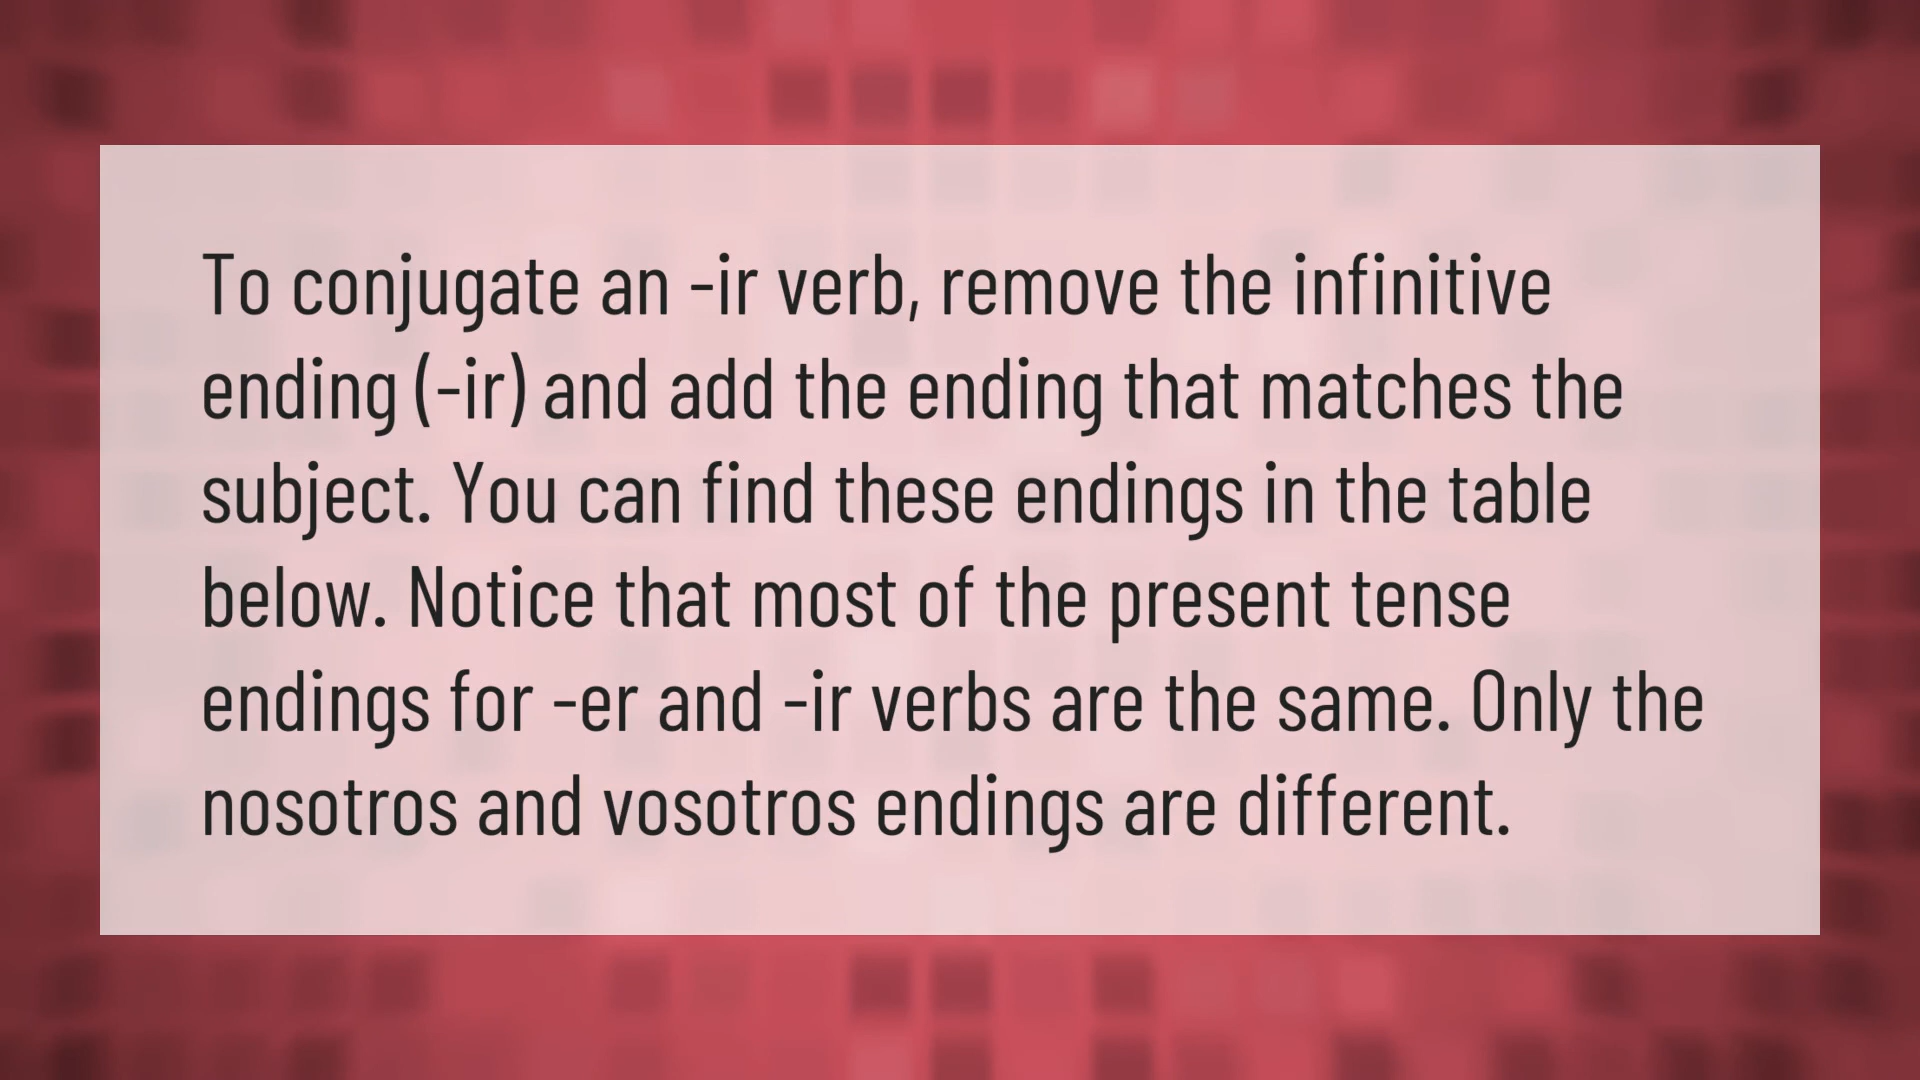 To conjugate an -ir verb, remove the infinitive
ending (-ir) and add the ending that matches the
subject. You can find these endings in the table
below. Notice that most of the present tense
endings for -er and -ir verbs are the same. Only the
nosotros and vosotros endings are different.